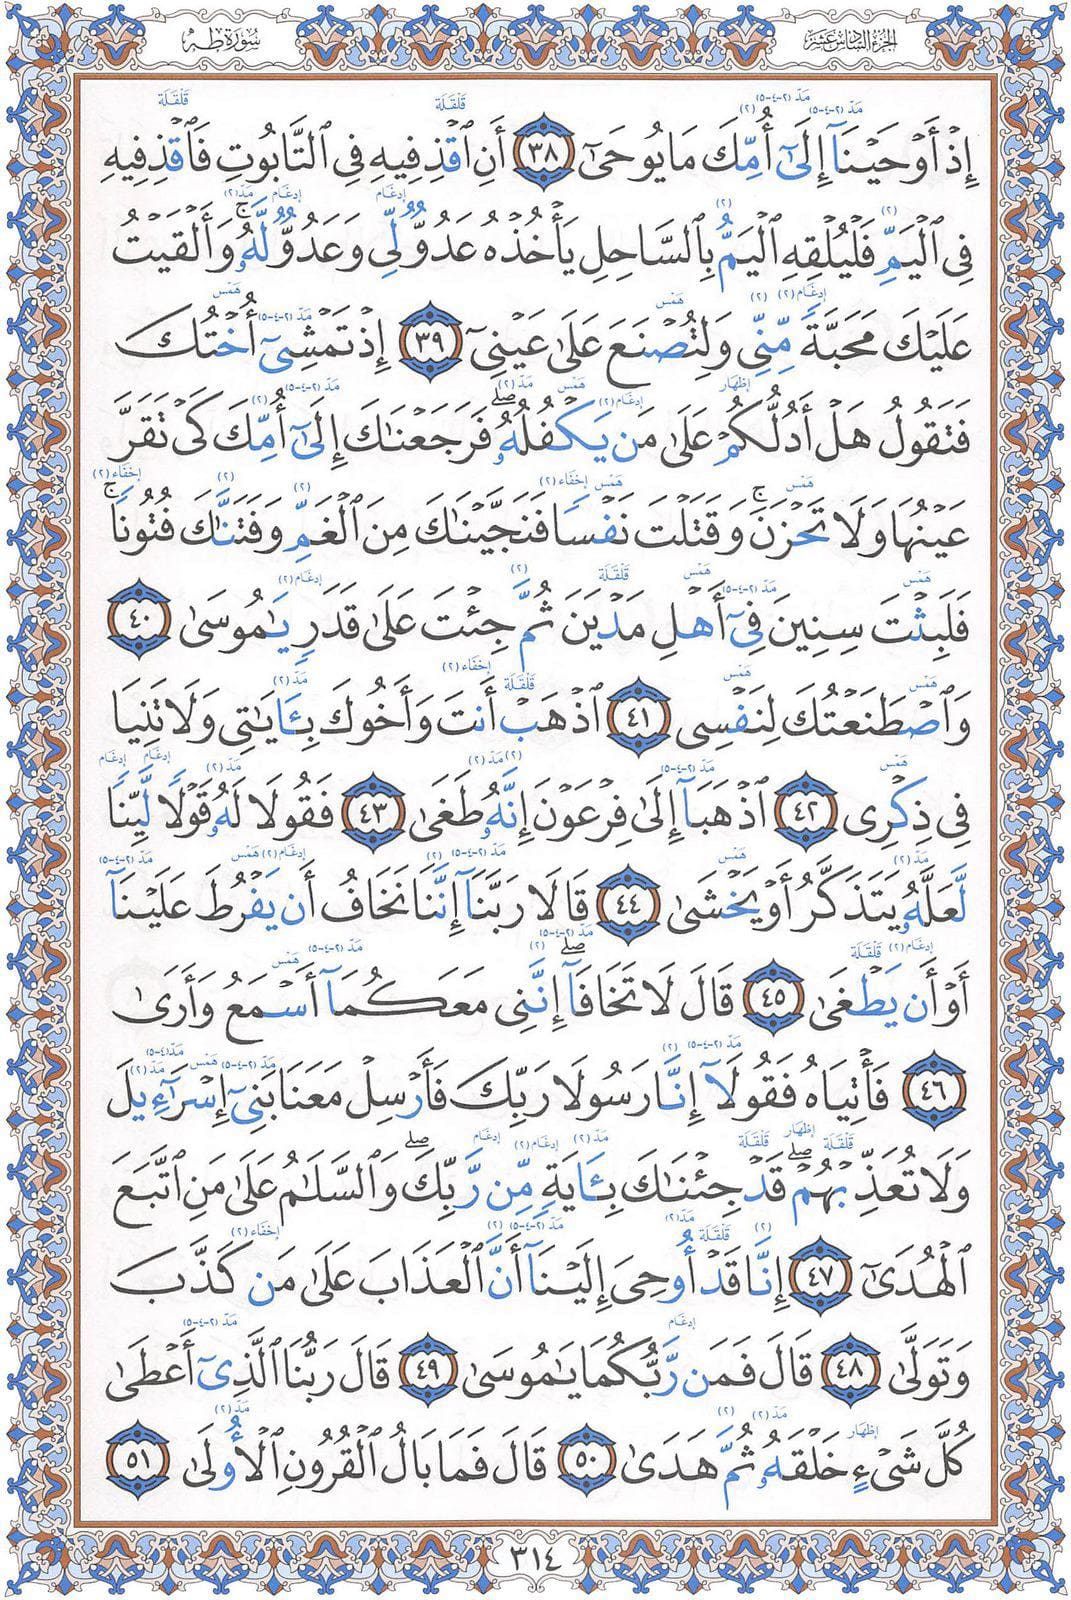 الجزء السادس عشر
سورة طه
إِذْ أَوْحَيْنَآ إِلَىٰٓ أُمِّكَ مَا يُوحَىٰٓ ٣٨ أَنِ ٱقْذِفِيهِ فِى ٱلتَّابُوتِ فَٱقْذِفِيهِ
فِى ٱلْيَمِّ فَلْيُلْقِهِ ٱلْيَمُّ بِٱلسَّاحِلِ يَأْخُذْهُ عَدُوٌّ لِّى وَعَدُوٌّ لَّهُۥ ۚ وَأَلْقَيْتُ
عَلَيْكَ مَحَبَّةً مِّنِّى وَلِتُصْنَعَ عَلَىٰ عَيْنِىٓ ٣٩ إِذْ تَمْشِىٓ أُخْتُكَ
فَتَقُولُ هَلْ أَدُلُّكُمْ عَلَىٰ مَن يَكْفُلُهُۥ ۖ فَرَجَعْنَـٰكَ إِلَىٰٓ أُمِّكَ كَىْ تَقَرَّ
عَيْنُهَا وَلَا تَحْزَنَ ۚ وَقَتَلْتَ نَفْسًا فَنَجَّيْنَـٰكَ مِنَ ٱلْغَمِّ وَفَتَنَّـٰكَ فُتُونًا ۚ
فَلَبِثْتَ سِنِينَ فِىٓ أَهْلِ مَدْيَنَ ثُمَّ جِئْتَ عَلَىٰ قَدَرٍ يَـٰمُوسَىٰ ٤٠
وَٱصْطَنَعْتُكَ لِنَفْسِى ٤١ ٱذْهَبْ أَنتَ وَأَخُوكَ بِـَٔايَـٰتِى وَلَا تَنِيَا
فِى ذِكْرِى ٤٢ ٱذْهَبَآ إِلَىٰ فِرْعَوْنَ إِنَّهُۥ طَغَىٰ ٤٣ فَقُولَا لَهُۥ قَوْلًا لَّيِّنًا
لَّعَلَّهُۥ يَتَذَكَّرُ أَوْ يَخْشَىٰ ٤٤ قَالَا رَبَّنَآ إِنَّنَا نَخَافُ أَن يَفْرُطَ عَلَيْنَآ
أَوْ أَن يَطْغَىٰ ٤٥ قَالَ لَا تَخَافَآ ۖ إِنَّنِى مَعَكُمَآ أَسْمَعُ وَأَرَىٰ
٤٦ فَأْتِيَاهُ فَقُولَآ إِنَّا رَسُولَا رَبِّكَ فَأَرْسِلْ مَعَنَا بَنِىٓ إِسْرَٰٓءِيلَ
وَلَا تُعَذِّبْهُمْ ۖ قَدْ جِئْنَـٰكَ بِـَٔايَةٍ مِّن رَّبِّكَ ۖ وَٱلسَّلَـٰمُ عَلَىٰ مَنِ ٱتَّبَعَ
ٱلْهُدَىٰٓ ٤٧ إِنَّا قَدْ أُوحِىَ إِلَيْنَآ أَنَّ ٱلْعَذَابَ عَلَىٰ مَن كَذَّبَ
وَتَوَلَّىٰ ٤٨ قَالَ فَمَن رَّبُّكُمَا يَـٰمُوسَىٰ ٤٩ قَالَ رَبُّنَا ٱلَّذِىٓ أَعْطَىٰ
كُلَّ شَىْءٍ خَلْقَهُۥ ثُمَّ هَدَىٰ ٥٠ قَالَ فَمَا بَالُ ٱلْقُرُونِ ٱلْأُولَىٰ ٥١
٣١٤